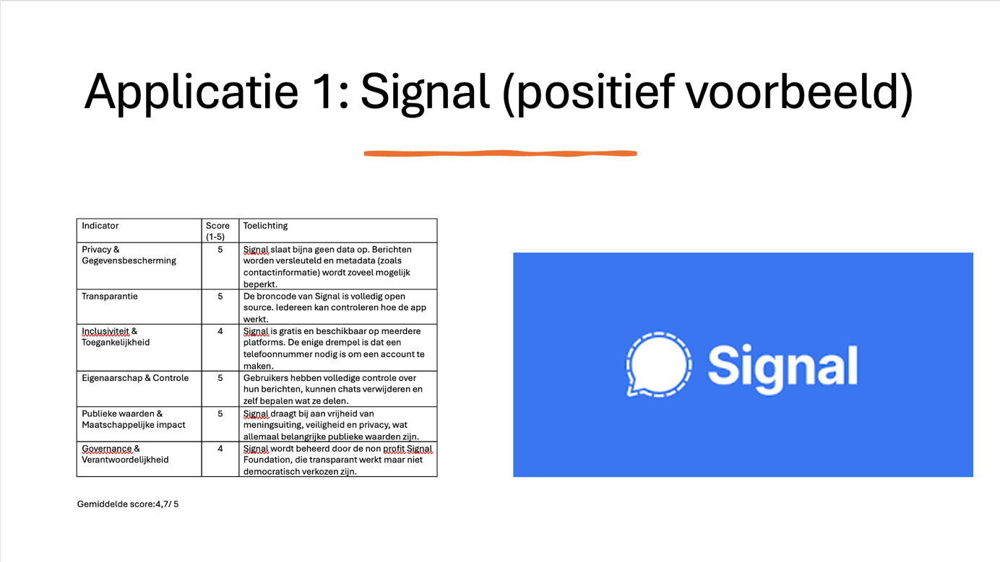 Applicatie 1: Signal (positief voorbeeld)
Indicator
Score
(1-5)
Toelichting
Privacy &
Gegevensbescherming
5
Signal slaat bijna geen data op. Berichten
worden versleuteld en metadata (zoals
contactinformatie) wordt zoveel mogelijk
beperkt.
Transparantie
5
De broncode van Signal is volledig open
source. Iedereen kan controleren hoe de app
werkt.
Inclusiviteit &
Toegankelijkheid
4
Signal is gratis en beschikbaar op meerdere
platforms. De enige drempel is dat een
telefoonnummer nodig is om een account te
maken.
Eigenaarschap & Controle
5
Gebruikers hebben volledige controle over
hun berichten, kunnen chats verwijderen en
zelf bepalen wat ze delen.
Publieke waarden &
Maatschappelijke impact
5
Signal draagt bij aan vrijheid van
meningsuiting, veiligheid en privacy, wat
allemaal belangrijke publieke waarden zijn.
Governance &
Verantwoordelijkheid
4
Signal wordt beheerd door de non profit Signal
Foundation, die transparant werkt maar niet
democratisch verkozen zijn.
Gemiddelde score:4,7/ 5
Signal